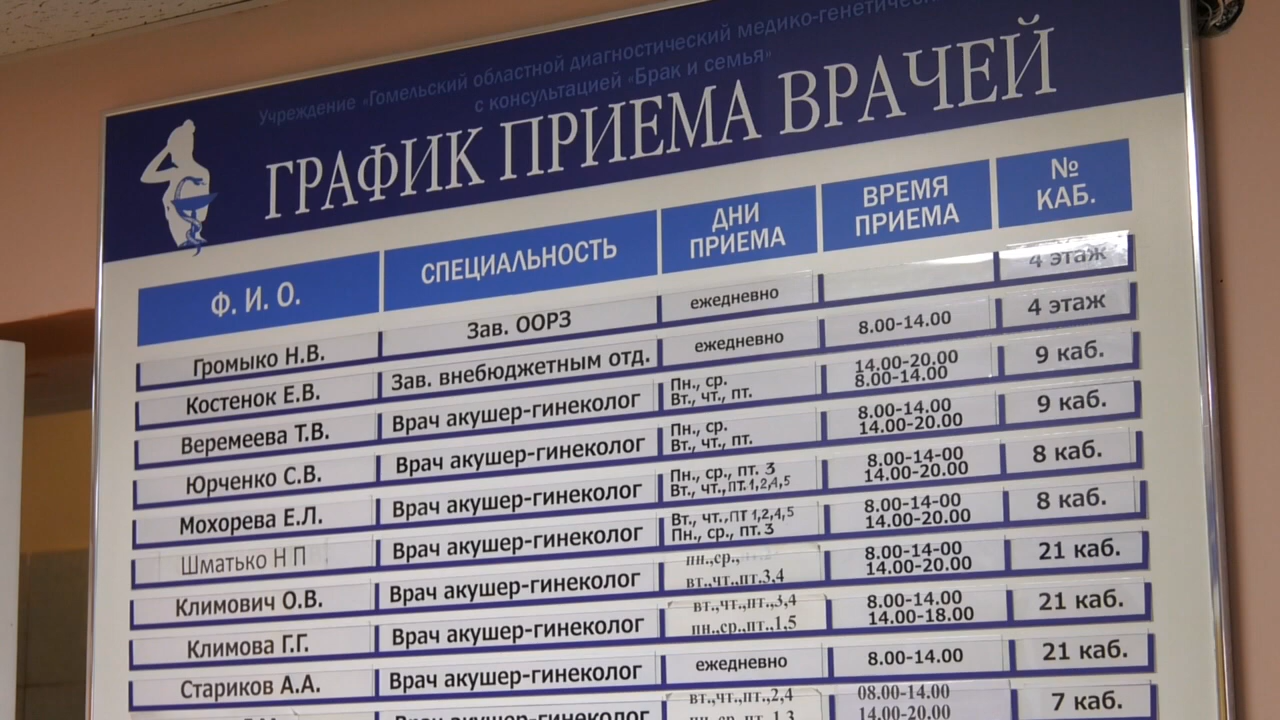 Учреждение «Гомельский областной диагностический
с консультацией «Брак и семья»
ГРАФИК ПРИЕМА ВРАЧЕЙ
Ф. И. О.
СПЕЦИАЛЬНОСТЬ
ДНИ
ПРИЕМА
ВРЕМЯ
ПРИЕМА
№
КАБ.
Громыко Н.В.
Зав. ООРЗ
ежедневно
4 этаж
Костенок Е.В.
Зав. внебюджетным отд.
ежедневно
8.00-14.00
4 этаж
Веремеева Т.В.
Врач акушер-гинеколог
Пн., ср.
Вт., чт., пт.
14.00-20.00
8.00-14.00
9 каб.
Юрченко С.В.
Врач акушер-гинеколог
Пн., ср.
Вт., чт., пт.
8.00-14.00
14.00-20.00
9 каб.
Мохорева Е.Л.
Врач акушер-гинеколог
Пн., ср., пт. 3
Вт., чт.,ПТ.1,2,4,5
8.00-14-00
14.00-20.00
8 каб.
Шматько Н П
Врач акушер-гинеколог
Вт., чт.,ПТ 1,2,4,5
Пн., ср., пт. 3
8.00-14-00
14.00-20.00
8 каб.
Климович О.В.
Врач акушер-гинеколог
пн.,ср.,
вт.,чт.,пт.3,4
8.00-14-00
14.00-20.00
21 каб.
Климова Г.Г.
Врач акушер-гинеколог
вт.,чт.,пт.,3,4
пн.,ср.,пт.,1,5
8.00-14.00
14.00-18.00
21 каб.
Стариков А.А.
Врач акушер-гинеколог
ежедневно
8.00-14.00
21 каб.
Врач акушер-гинеколог
вт.,чт.,пт.,2,4
пн.,ср.,пт.,1,3
08.00-14.00
14.00-20.00
7 каб.